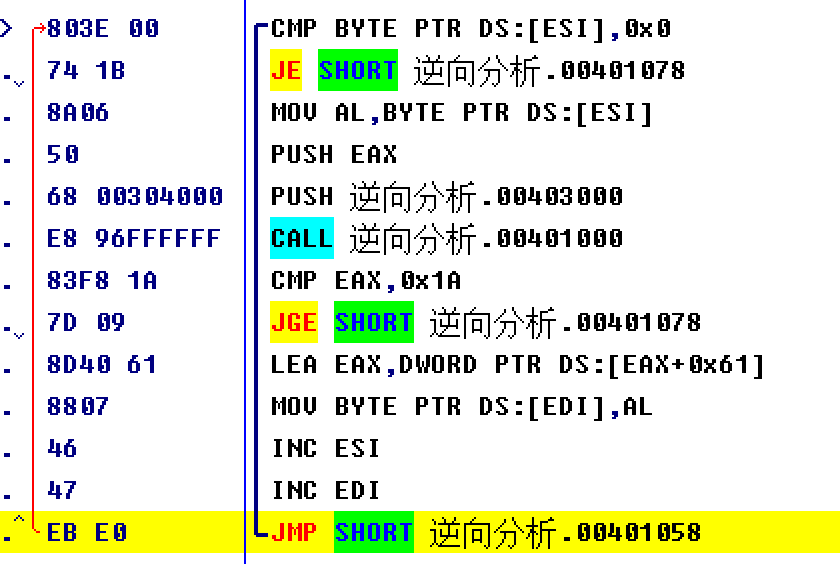 803E 00 CMP BYTE PTR DS:[ESI],0x0
74 1B JE SHORT 逆向分析.00401078
8A06 MOV AL,BYTE PTR DS:[ESI]
50 PUSH EAX
68 00304000 PUSH 逆向分析.00403000
E8 96FFFFFF CALL 逆向分析.00401000
83F8 1A CMP EAX,0x1A
7D 09 JGE SHORT 逆向分析.00401078
8D40 61 LEA EAX,DWORD PTR DS:[EAX+0x61]
8807 MOV BYTE PTR DS:[EDI],AL
46 INC ESI
47 INC EDI
EB E0 JMP SHORT 逆向分析.00401058